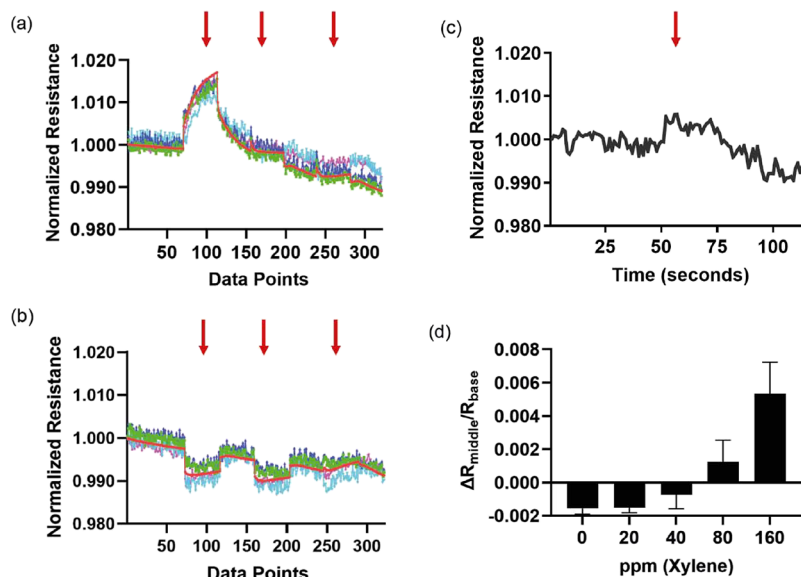 (a)
Normalized Resistance
1.020
1.010
1.000
0.990
0.980
50 100 150 200 250 300
Data Points
(b)
Normalized Resistance
1.020
1.010
1.000
0.990
0.980
50 100 150 200 250 300
Data Points
(c)
Normalized Resistance
1.020
1.010
1.000
0.990
0.980
25 50 75 100
Time (seconds)
(d)
ΔRmiddle/Rbase
0.008
0.006
0.004
0.002
0.000
-0.002
0 20 40 80 160
ppm (Xylene)